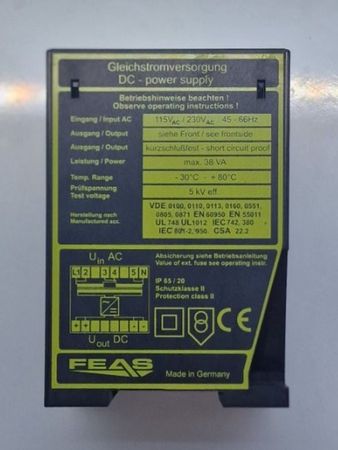 Gleichstromversorgung
DC - power supply
Betriebshinweise beachten !
Observe operating instructions !
Eingang / Input AC 115VAC / 230VAC 45 - 66Hz
Ausgang / Output siehe Front / see frontside
Ausgang / Output kurzschlußfest - short circuit proof
Leistung / Power max. 38 VA
Temp. Range - 30°C - + 80°C
Prüfspannung
Test voltage 5 kV eff
Herstellung nach
Manufactured acc.
VDE 0100, 0110, 0113, 0160, 0551,
0805, 0871 EN 60950 EN 55011
UL 748 UL1012 IEC 742, 380
IEC 801-2, 950. CSA 22.2
Uin AC
L1 2 3 4 5 N
Absicherung siehe Betriebsanleitung
Value of ext. fuse see operating instr.
IP 65 / 20
Schutzklasse II
Protection class II
+ + - -
Uout DC
CE
FEAS
Made in Germany